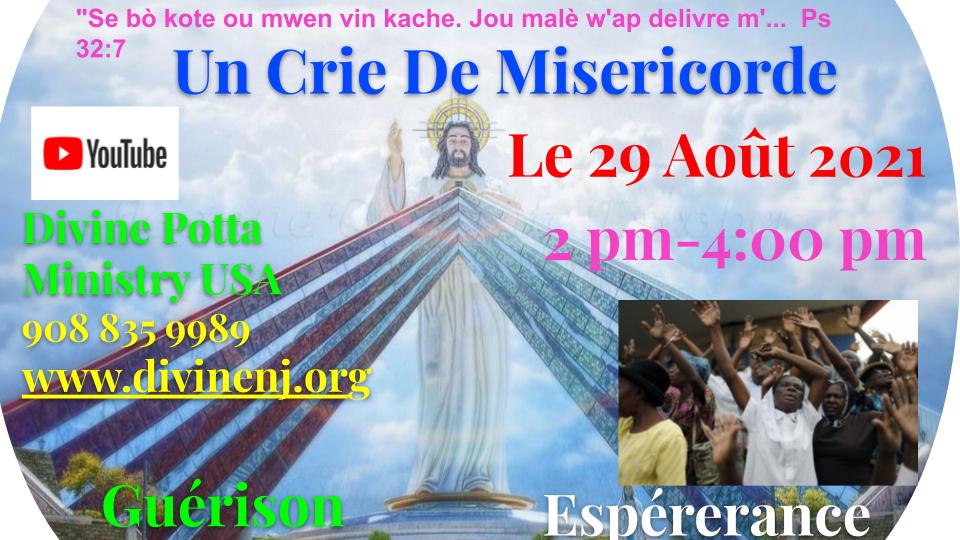 "Se bò kote ou mwen vin kache. Jou malè w'ap delivre m'... Ps
32:7
Un Crie De Misericorde
YouTube
Le 29 Août 2021
2 pm-4:00 pm
Divine Potta
Ministry USA
908 835 9989
www.divinenj.org
Guérison
Espérerance